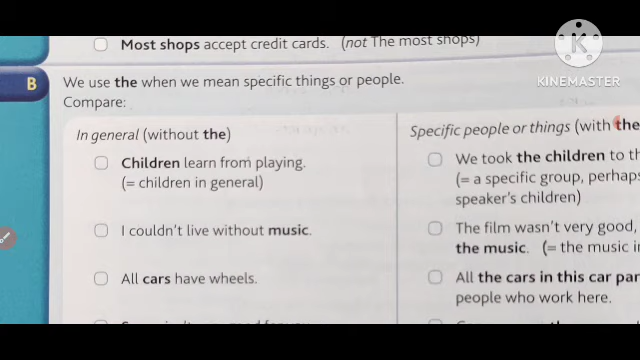 Most shops accept credit cards. (not The most shops)
KINEMASTER
B
We use the when we mean specific things or people.
Compare:
In general (without the)
Children learn from playing.
(= children in general)
I couldn't live without music.
All cars have wheels.
Specific people or things (with the
We took the children to th
(= a specific group, perhaps
speaker's children)
The film wasn't very good,
the music. (= the music i
All the cars in this car par
people who work here.